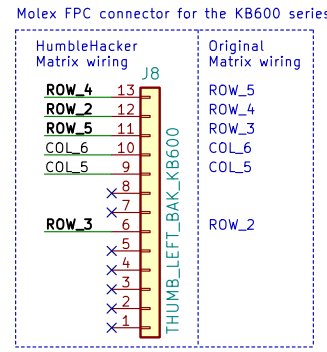 Molex FPC connector for the KB600 series
HumbleHacker
Matrix wiring
Original
Matrix wiring
J8
ROW_4 13 ROW_5
ROW_2 12 ROW_4
ROW_5 11 ROW_3
COL_6 10 COL_6
COL_5 9 COL_5
8
7
ROW_3 6 ROW_2
5
4
3
2
1
THUMB_LEFT_BAK_KB600